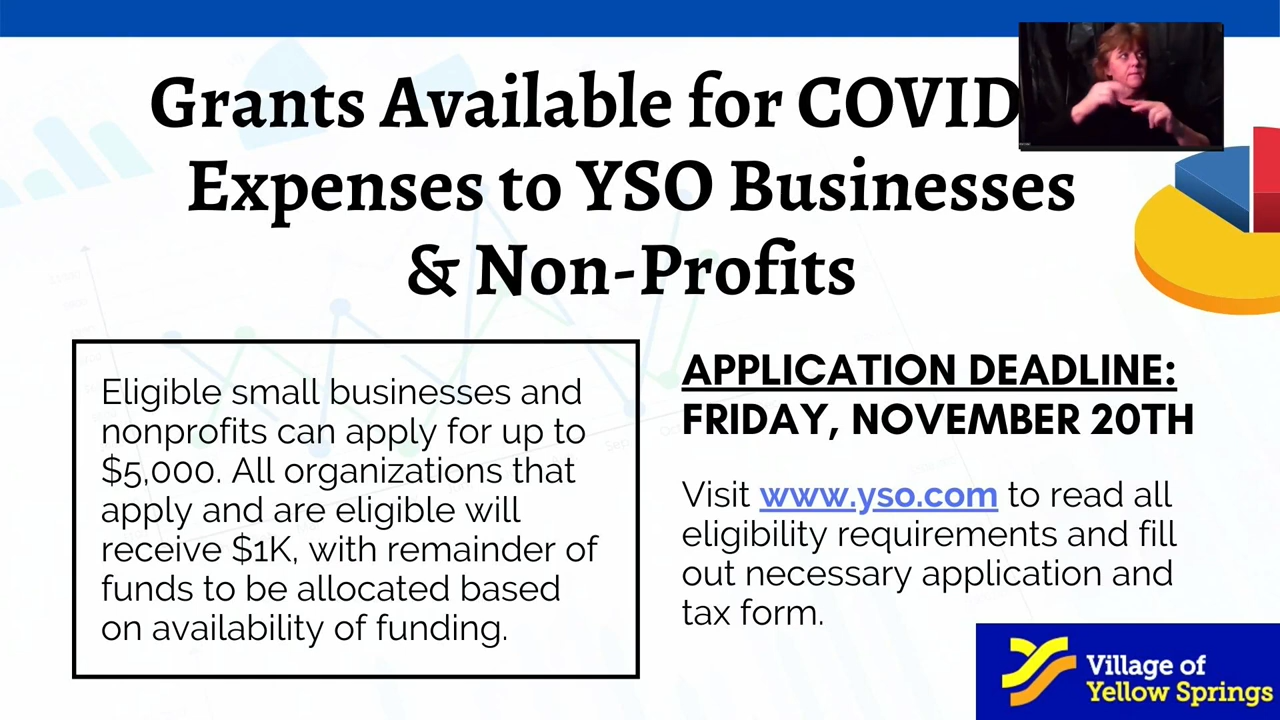 Grants Available for COVID
Expenses to YSO Businesses
& Non-Profits
Eligible small businesses and
nonprofits can apply for up to
$5,000. All organizations that
apply and are eligible will
receive $1K, with remainder of
funds to be allocated based
on availability of funding.
APPLICATION DEADLINE:
FRIDAY, NOVEMBER 20TH
Visit www.yso.com to read all
eligibility requirements and fill
out necessary application and
tax form.
Village of
Yellow Springs